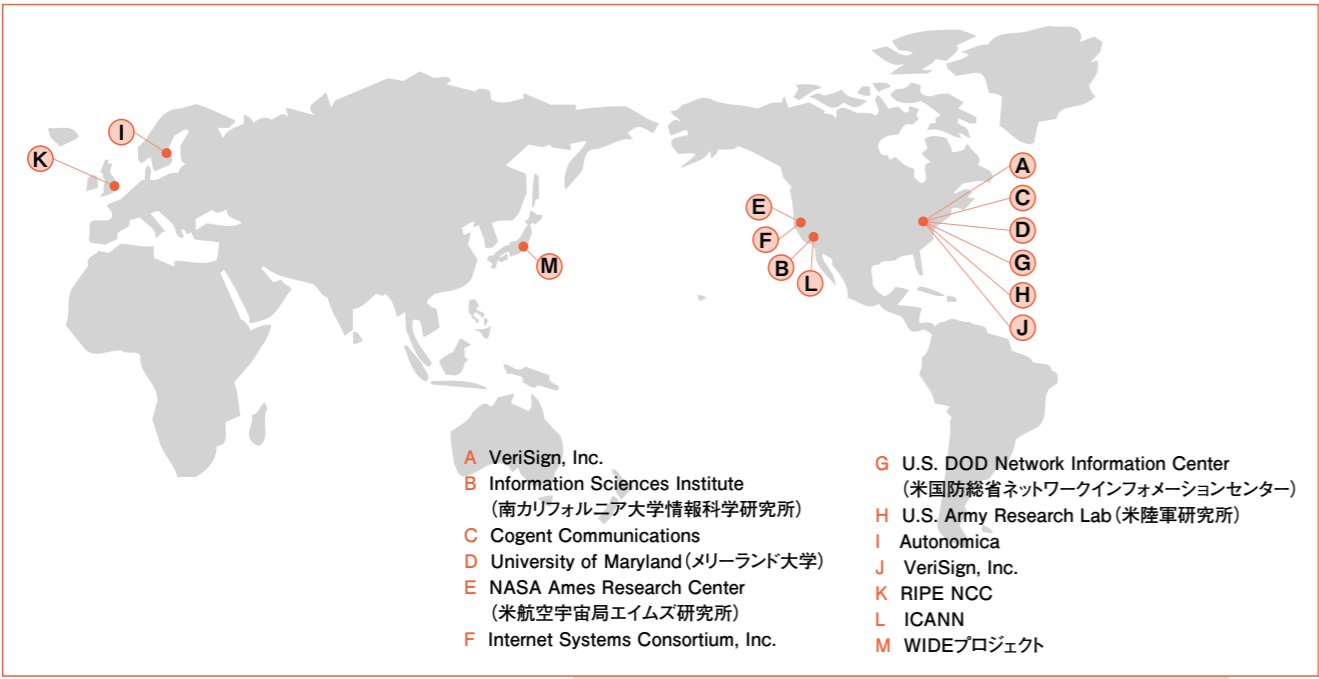 I
K
M
E
F
B
L
A
C
D
G
H
J
A VeriSign, Inc.
B Information Sciences Institute
（南カリフォルニア大学情報科学研究所）
C Cogent Communications
D University of Maryland（メリーランド大学）
E NASA Ames Research Center
（米航空宇宙局エイムズ研究所）
F Internet Systems Consortium, Inc.
G U.S. DOD Network Information Center
（米国防総省ネットワークインフォメーションセンター）
H U.S. Army Research Lab（米陸軍研究所）
I Autonomica
J VeriSign, Inc.
K RIPE NCC
L ICANN
M WIDEプロジェクト